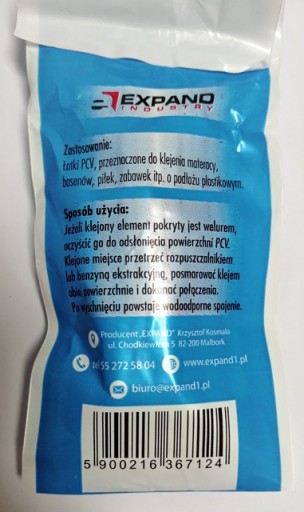 EXPAND
INDUSTRY
Zastosowanie:
Łatki PCV, przeznaczone do klejenia materacy,
basenów, piłek, zabawek itp. o podłożu plastikowym.
Sposób użycia:
Jeżeli klejony element pokryty jest welurem,
oczyścić go do odsłonięcia powierzchni PCV.
Klejone miejsce przetrzeć rozpuszczalnikiem
lub benzyną ekstrakcyjną, posmarować klejem
obie powierzchnie i dokonać połączenia.
Po wyschnięciu powstaje wodoodporne spojenie.
Producent „EXPAND" Krzysztof Kosmala
ul. Chodkiewicza 5 82-200 Malbork
tel 55 272 58 04 www.expand1.pl
biuro@expand1.pl
5 900216 367124